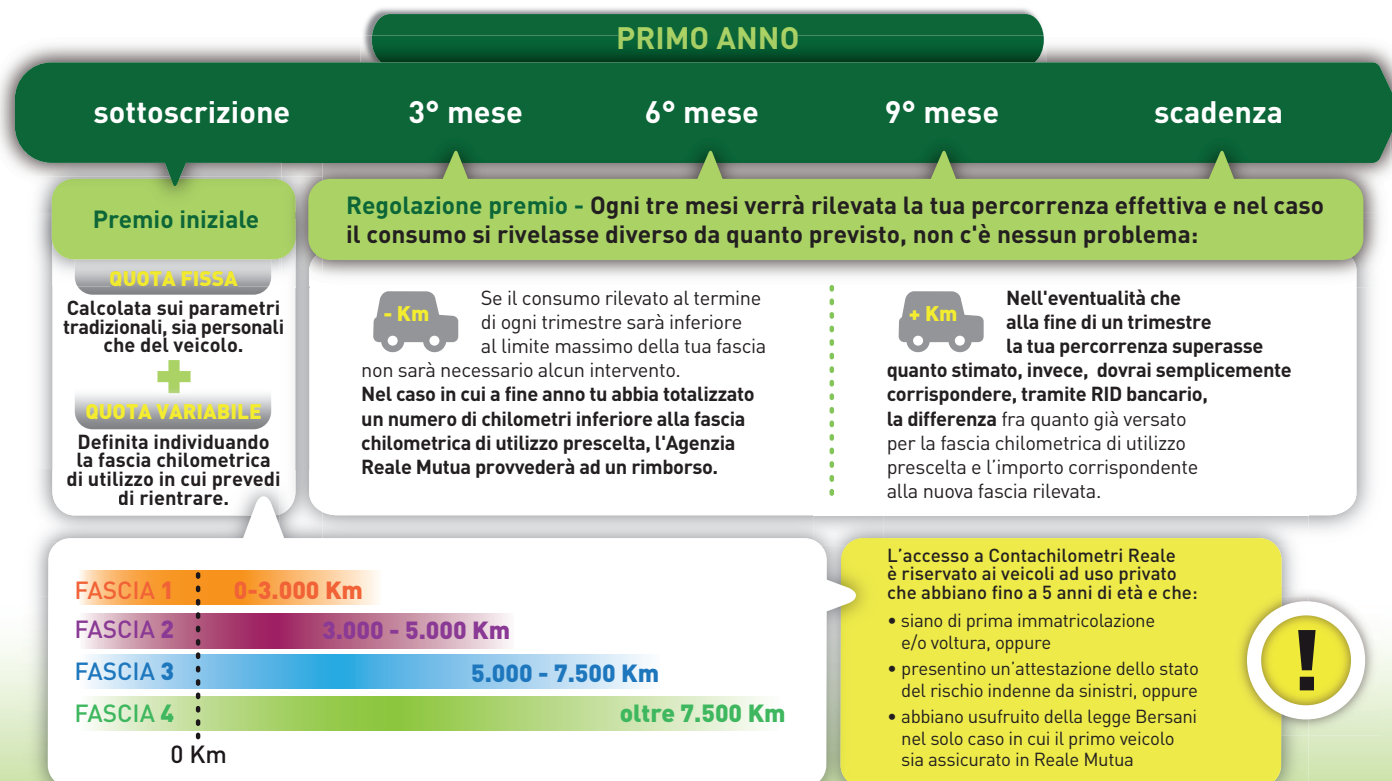 PRIMO ANNO
sottoscrizione
3° mese
6° mese
9° mese
scadenza
Premio iniziale
QUOTA FISSA
Calcolata sui parametri
tradizionali, sia personali
che del veicolo.
+
QUOTA VARIABILE
Definita individuando
la fascia chilometrica
di utilizzo in cui prevedi
di rientrare.
Regolazione premio - Ogni tre mesi verrà rilevata la tua percorrenza effettiva e nel caso
il consumo si rivelasse diverso da quanto previsto, non c'è nessun problema:
- Km
Se il consumo rilevato al termine
di ogni trimestre sarà inferiore
al limite massimo della tua fascia
non sarà necessario alcun intervento.
Nel caso in cui a fine anno tu abbia totalizzato
un numero di chilometri inferiore alla fascia
chilometrica di utilizzo prescelta, l'Agenzia
Reale Mutua provvederà ad un rimborso.
+ Km
Nell'eventualità che
alla fine di un trimestre
la tua percorrenza superasse
quanto stimato, invece, dovrai semplicemente
corrispondere, tramite RID bancario,
la differenza fra quanto già versato
per la fascia chilometrica di utilizzo
prescelta e l'importo corrispondente
alla nuova fascia rilevata.
FASCIA 1 0-3.000 Km
FASCIA 2 3.000 - 5.000 Km
FASCIA 3 5.000 - 7.500 Km
FASCIA 4 oltre 7.500 Km
0 Km
L'accesso a Contachilometri Reale
è riservato ai veicoli ad uso privato
che abbiano fino a 5 anni di età e che:
• siano di prima immatricolazione
e/o voltura, oppure
• presentino un'attestazione dello stato
del rischio indenne da sinistri, oppure
• abbiano usufruito della legge Bersani
nel solo caso in cui il primo veicolo
sia assicurato in Reale Mutua
!